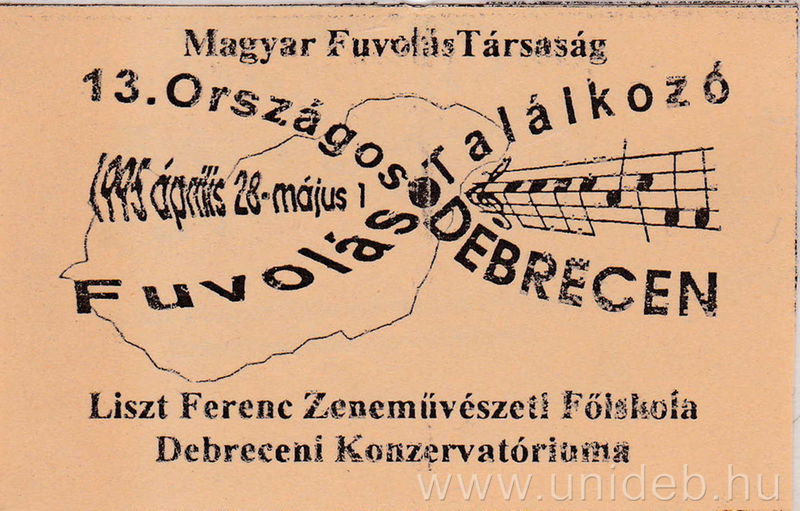 Magyar FuvolásTársaság
13.Országos Fuvolás Találkozó
1995 április 28-május 1
DEBRECEN
Liszt Ferenc Zeneművészeti Főiskola
Debreceni Konzervatóriuma
www.unideb.hu